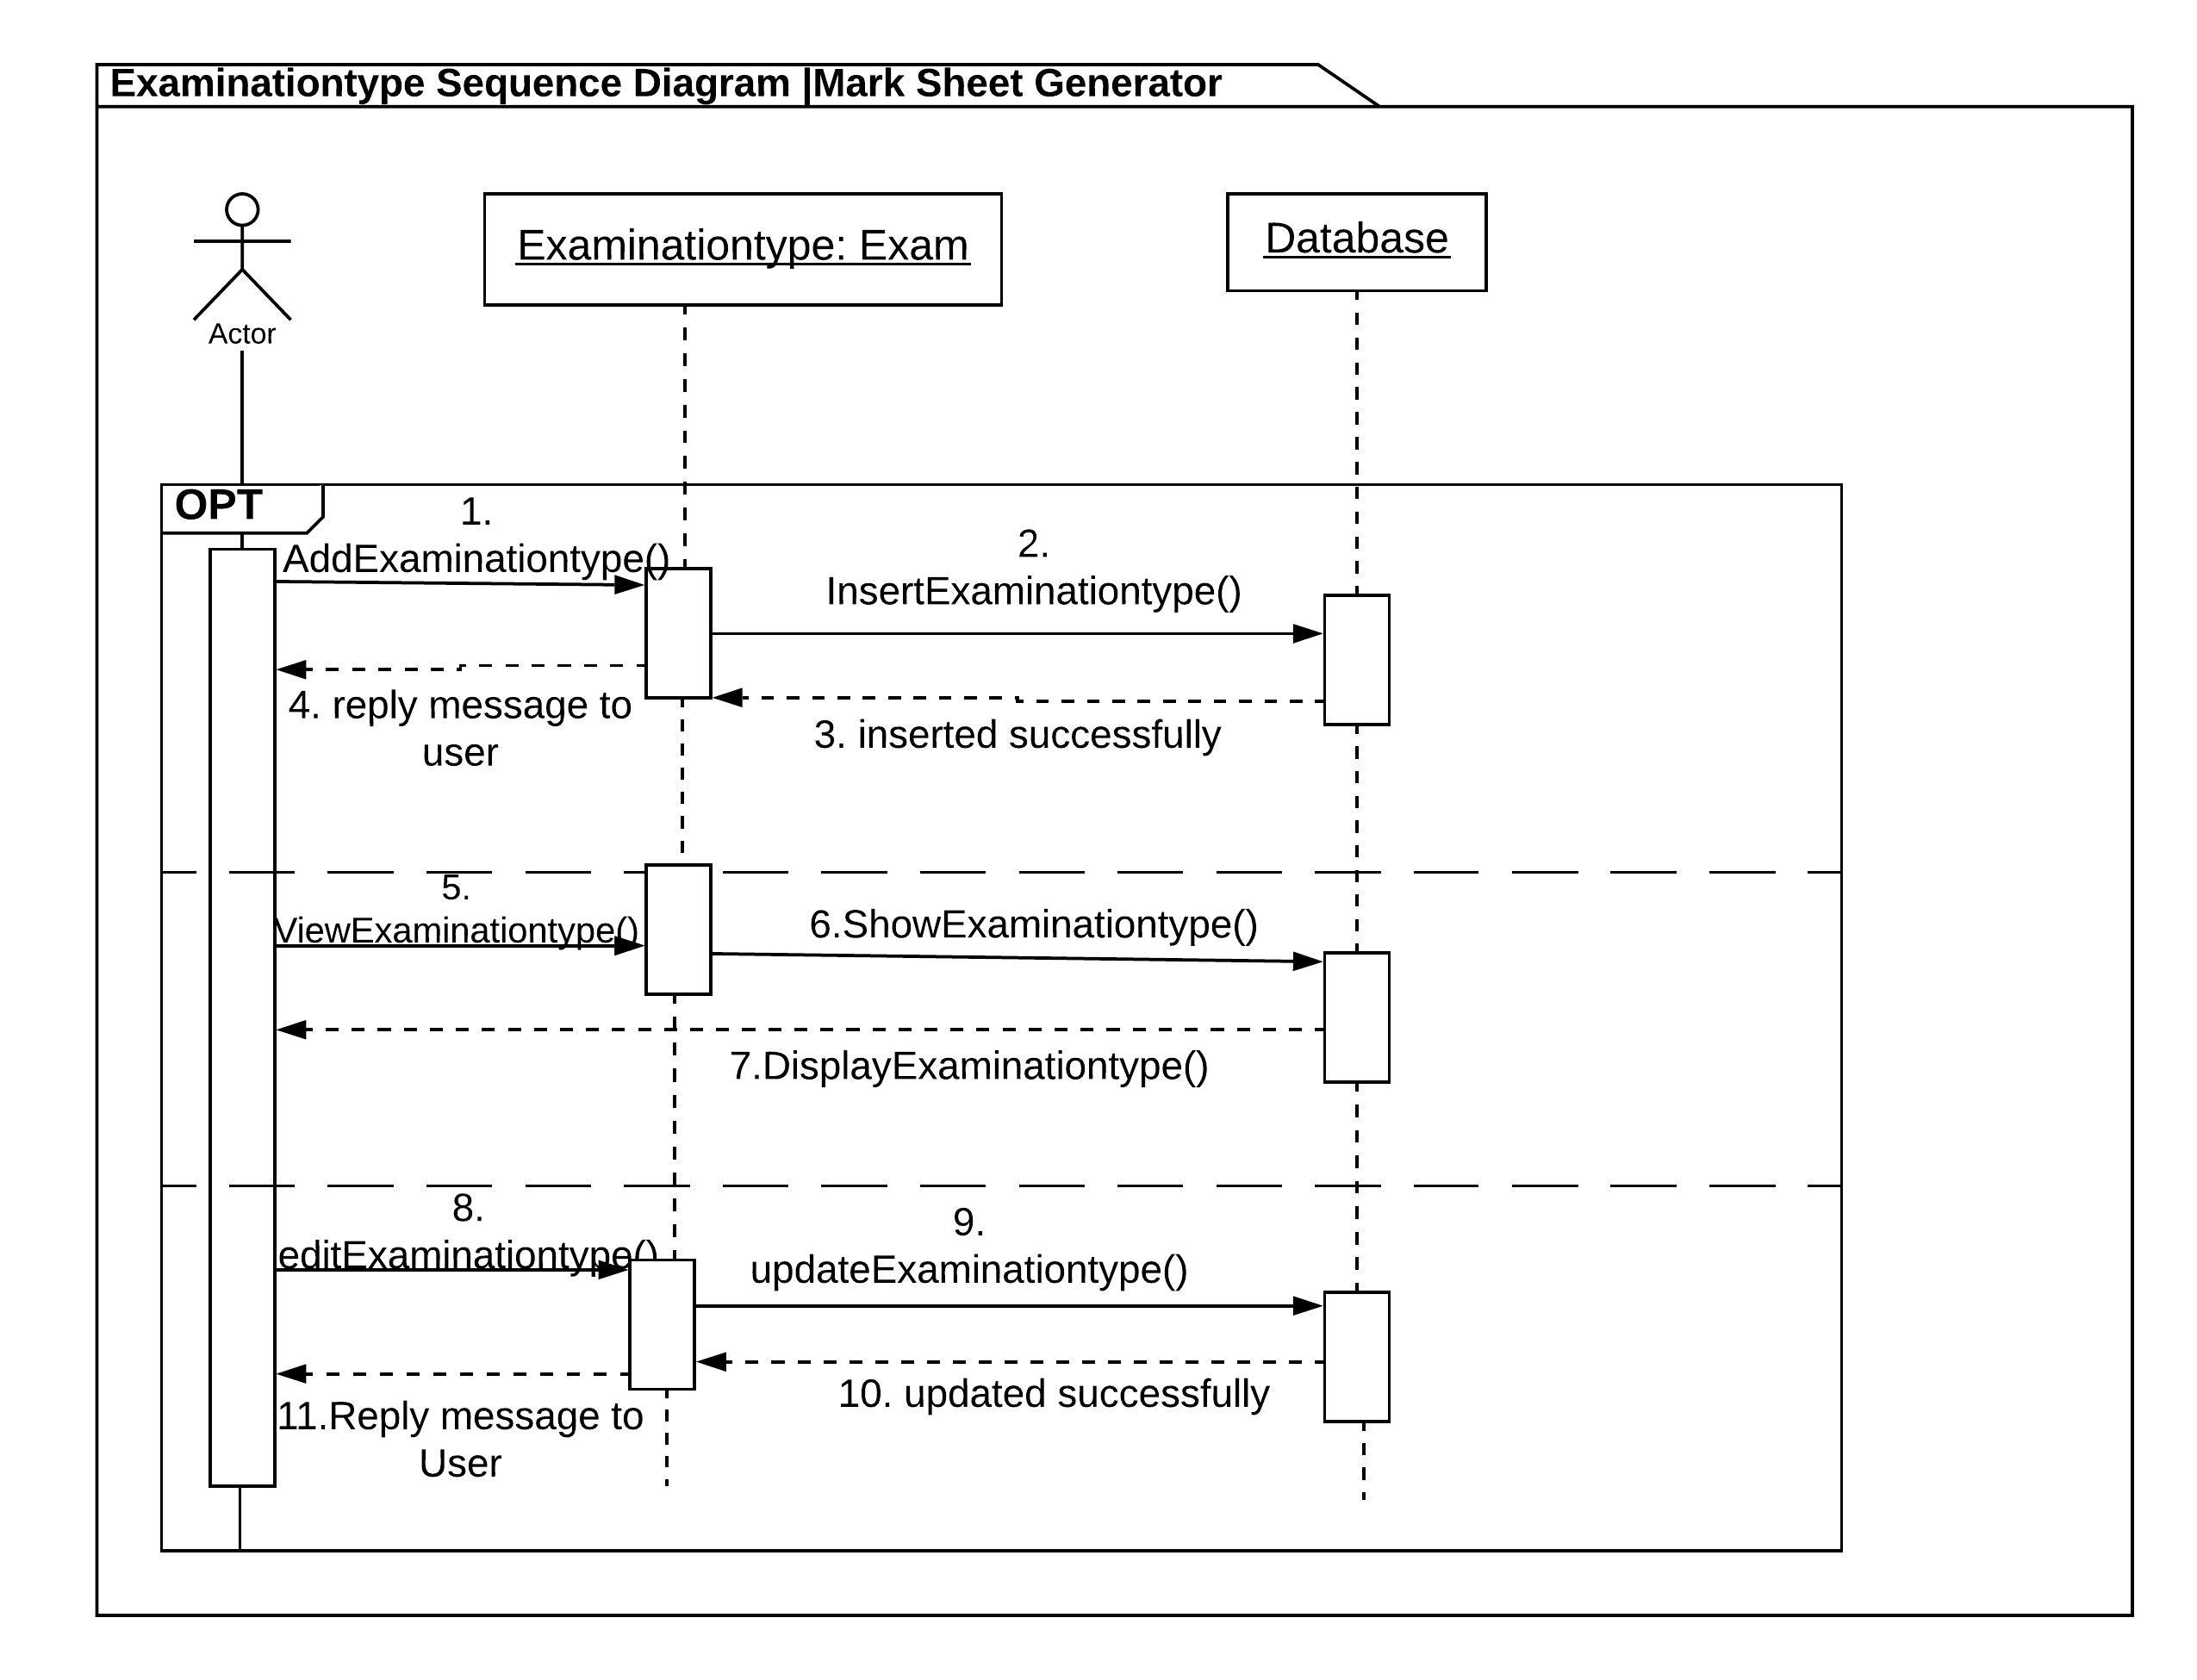 Examinationtype Sequence Diagram |Mark Sheet Generator
Actor
Examinationtype: Exam
Database
OPT
1.
AddExaminationtype()
2.
InsertExaminationtype()
4. reply message to
user
3. inserted successfully
5.
ViewExaminationtype()
6.ShowExaminationtype()
7.DisplayExaminationtype()
8.
editExaminationtype()
9.
updateExaminationtype()
10. updated successfully
11.Reply message to
User